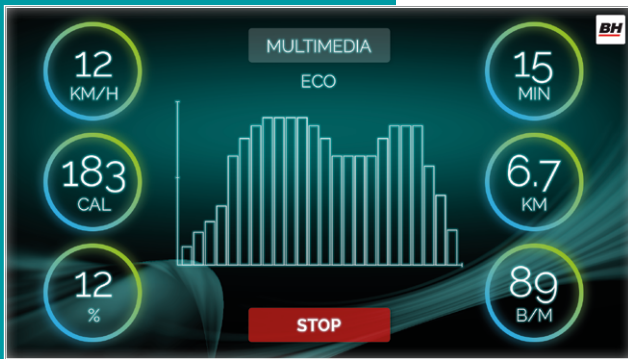 12
KM/H
183
CAL
12
%
MULTIMEDIA
ECO
STOP
BH
15
MIN
6.7
KM
89
B/M